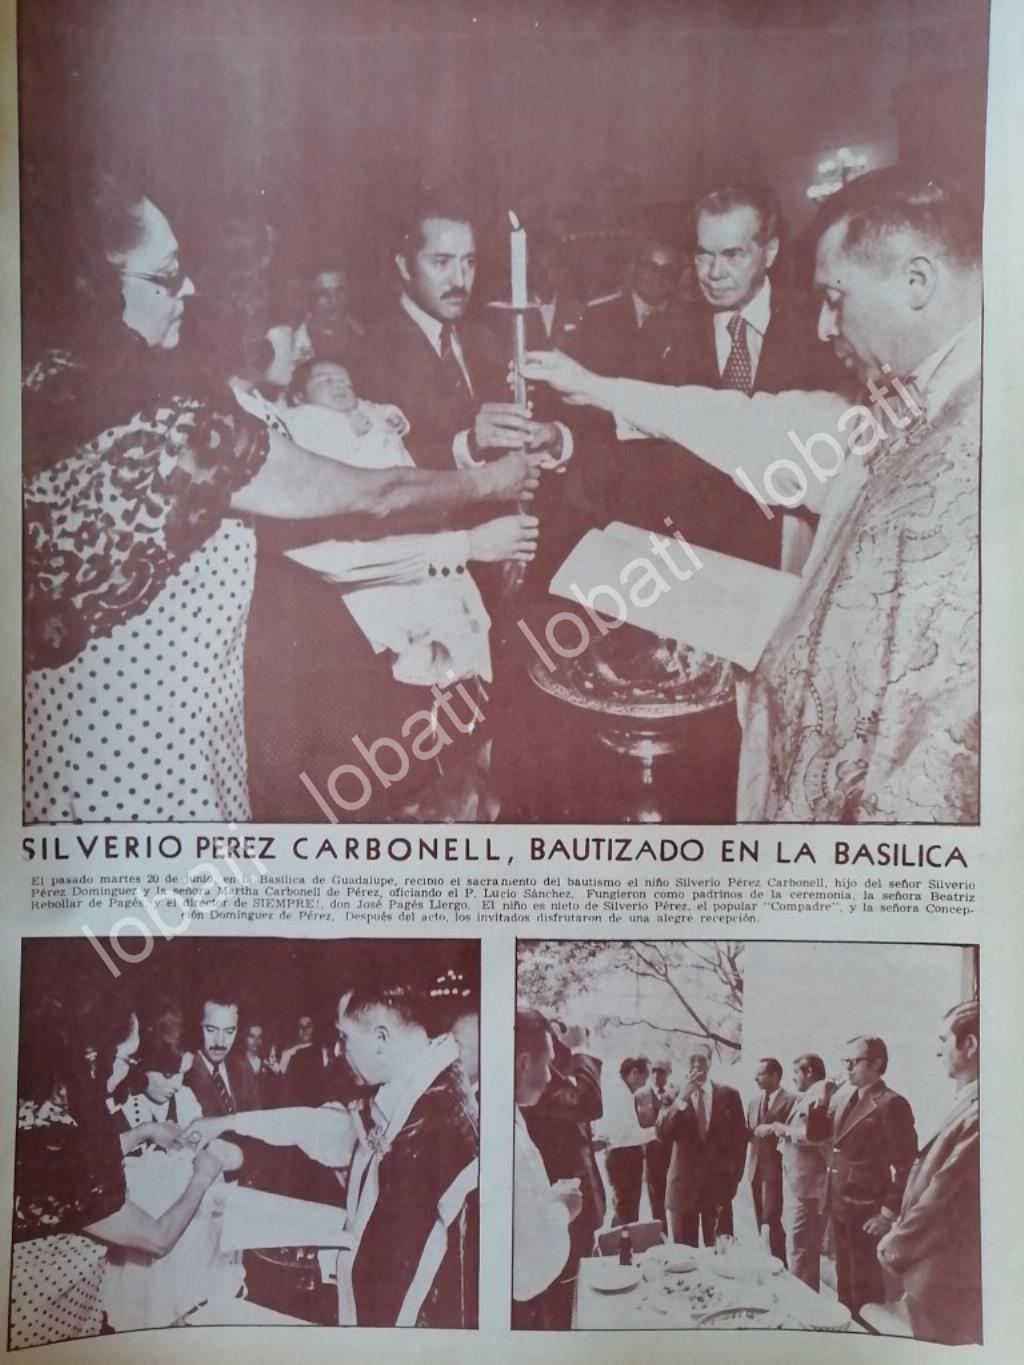 SILVERIO PEREZ CARBONELL, BAUTIZADO EN LA BASILICA
El pasado martes 20 de junio, en la Basílica de Guadalupe, recibió el sacramento del bautismo el niño Silverio Pérez Carbonell, hijo del señor Silverio
Pérez Domínguez y la señora Martha Carbonell de Pérez, oficiando el P. Lucio Sánchez. Fungieron como padrinos de la ceremonia, la señora Beatriz
Rebollar de Pagés, y el director de SIEMPRE!, don José Pagés Llergo. El niño es nieto de Silverio Pérez, el popular "Compadre", y la señora Concep-
ción Domínguez de Pérez. Después del acto, los invitados disfrutaron de una alegre recepción.
lobati
lobati
lobati
lobati
lobati
lobati
lobati